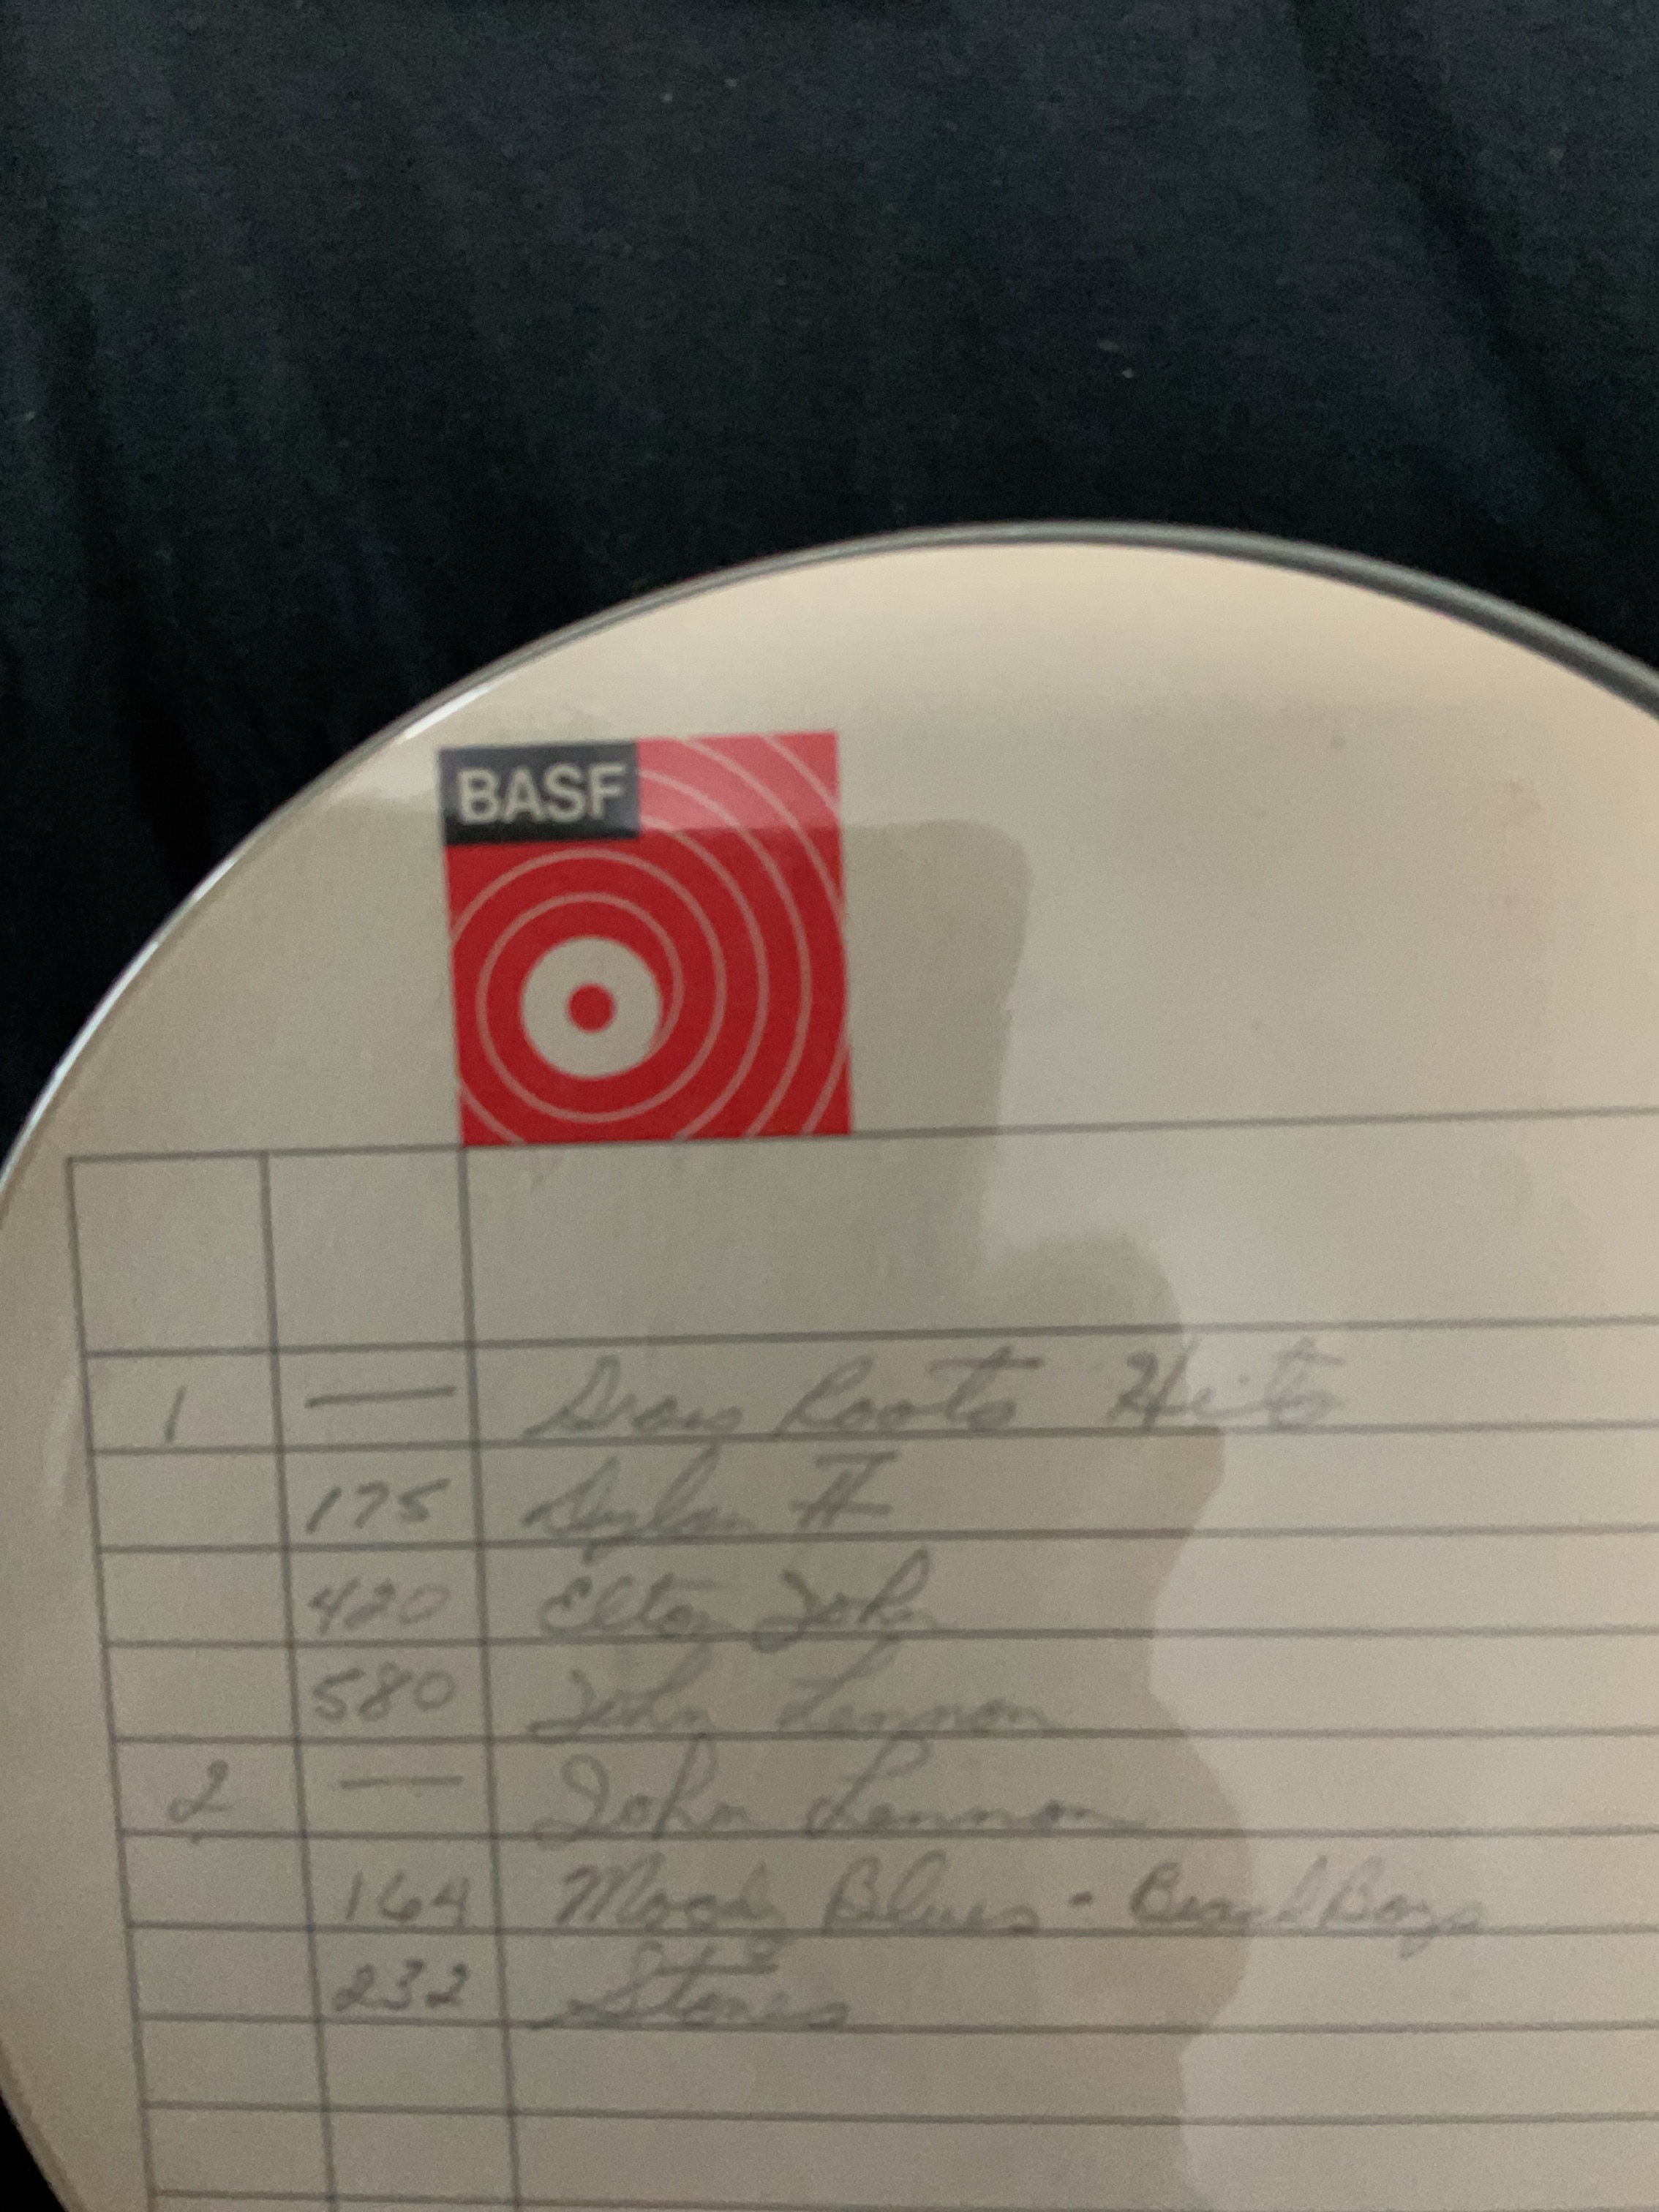 BASF
1 — Grass Roots Hits
175 Dylan II
420 Elton John
580 John Lennon
2 — John Lennon
164 Moody Blues - Beach Boys
232 Stones